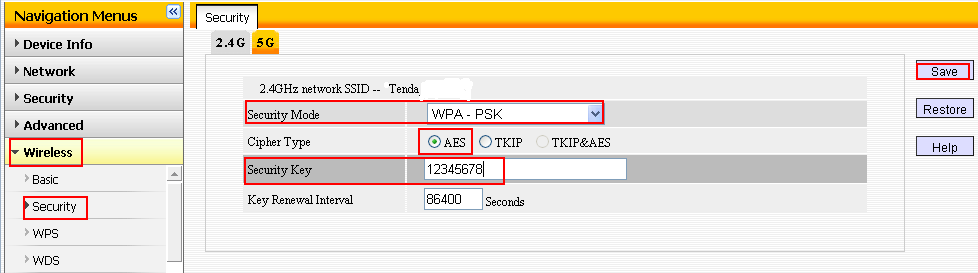 Navigation Menus
Device Info
Network
Security
Advanced
Wireless
Basic
Security
WPS
WDS
Security
2.4G 5G
2.4GHz network SSID -- Tenda
Security Mode WPA - PSK
Cipher Type AES TKIP TKIP&AES
Security Key 12345678
Key Renewal Interval 86400 Seconds
Save
Restore
Help